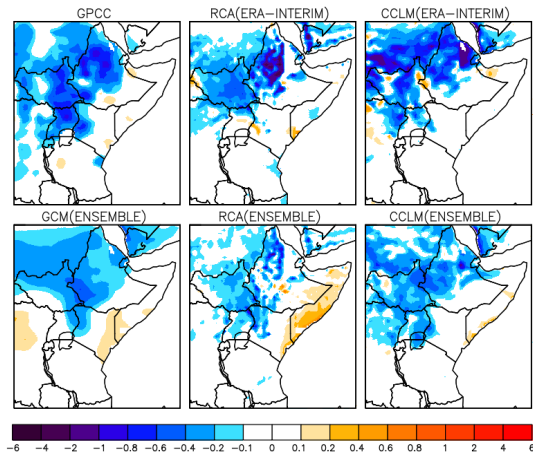 GPCC RCA(ERA-INTERIM) CCLM(ERA-INTERIM)
GCM(ENSEMBLE) RCA(ENSEMBLE) CCLM(ENSEMBLE)
-6 -4 -2 -1 -0.8 -0.6 -0.4 -0.2 -0.1 0 0.1 0.2 0.4 0.6 0.8 1 2 4 6